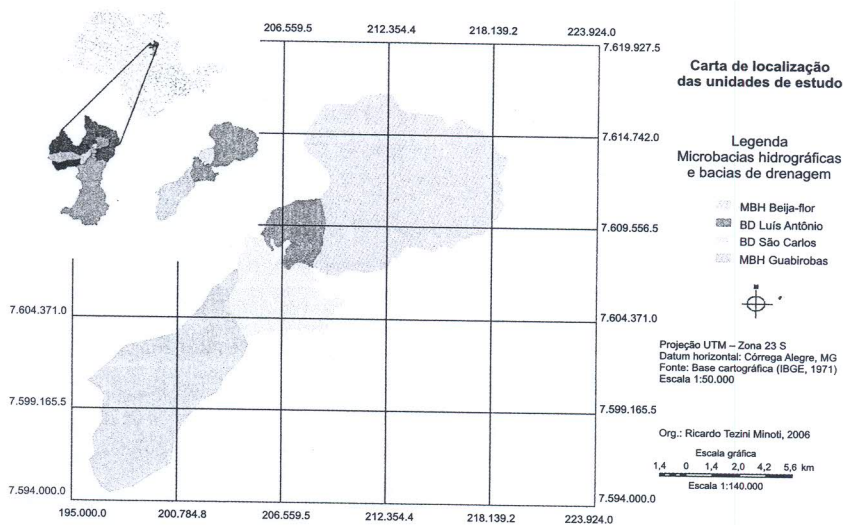 206.559.5 212.354.4 218.139.2 223.924.0
7.619.927.5
7.614.742.0
7.609.556.5
7.604.371.0 7.604.371.0
7.599.165.5 7.599.165.5
7.594.000.0 7.594.000.0
195.000.0 200.784.8 206.559.5 212.354.4 218.139.2 223.924.0
Carta de localização
das unidades de estudo
Legenda
Microbacias hidrográficas
e bacias de drenagem
MBH Beija-flor
BD Luís Antônio
BD São Carlos
MBH Guabirobas
Projeção UTM – Zona 23 S
Datum horizontal: Córrega Alegre, MG
Fonte: Base cartográfica (IBGE, 1971)
Escala 1:50.000
Org.: Ricardo Tezini Minoti, 2006
Escala gráfica
1,4 0 1,4 2,0 4,2 5,6 km
Escala 1:140.000